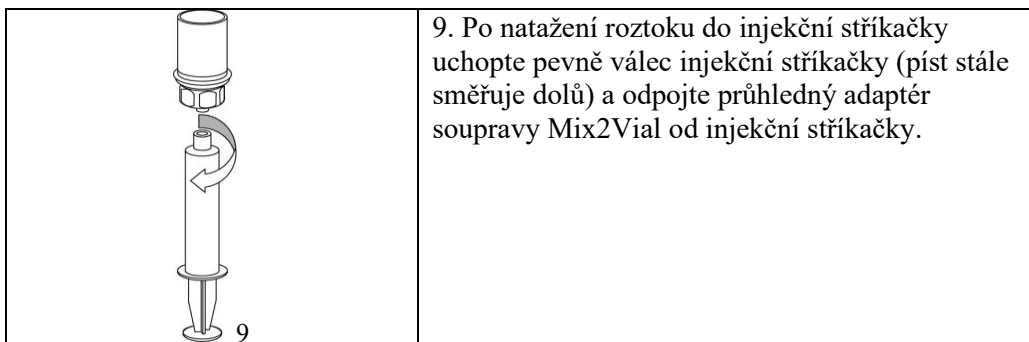 9. Po natažení roztoku do injekční stříkačky
uchopte pevně válec injekční stříkačky (píst stále
směřuje dolů) a odpojte průhledný adaptér
soupravy Mix2Vial od injekční stříkačky.
9